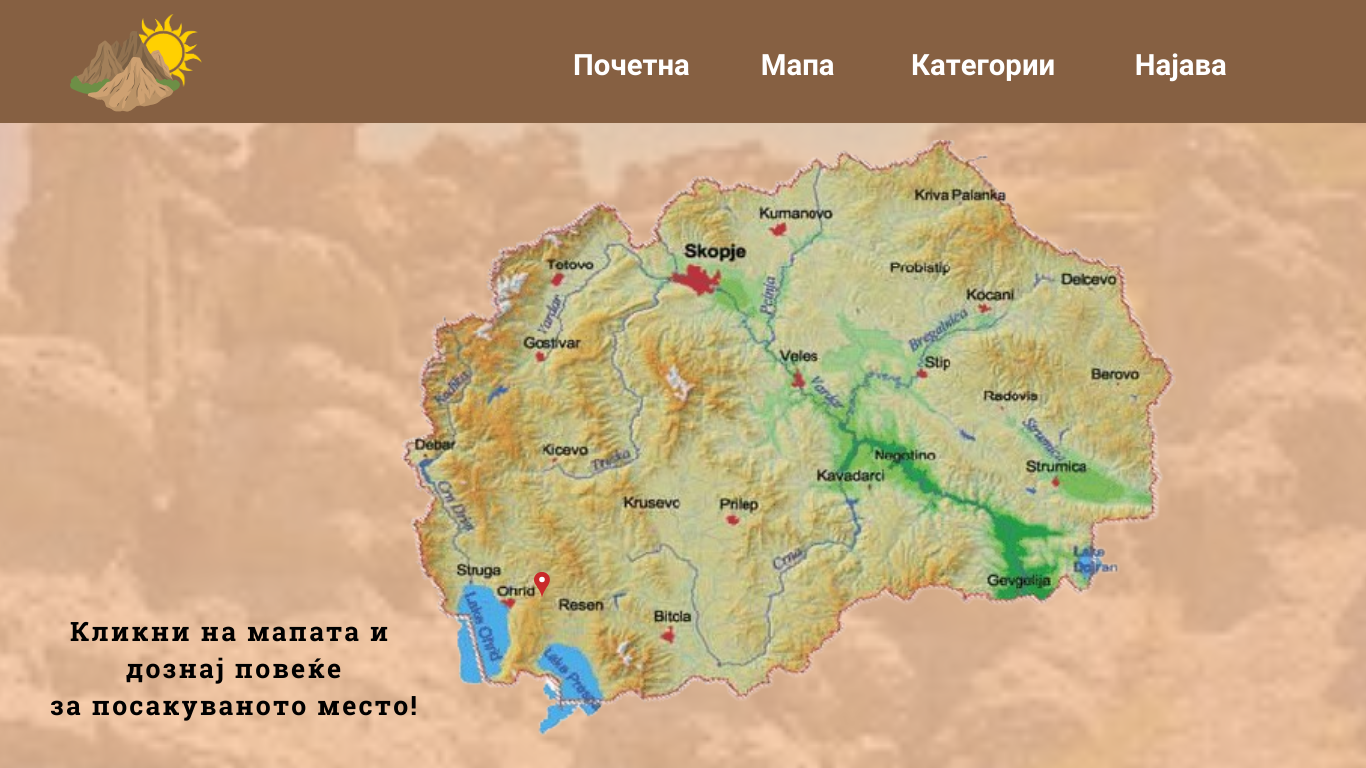 Почетна Мапа Категории Најава
Kriva Palanka
Kumanovo
Skopje
Tetovo
Probistip
Delcevo
Kocani
Pcinja
Vardar
Bregalnica
Gostivar
Veles
Stip
Berovo
Radika
Vardar
Radovis
Strumica
Debar
Kicevo
Treska
Negotino
Strumica
Kavadarci
Crn Drim
Krusevo
Prilep
Crna
Lake
Dojran
Struga
Gevgelija
Ohrid
Resen
Bitola
Lake Ohrid
Lake Prespa
Кликни на мапата и
дознај повеќе
за посакуваното место!